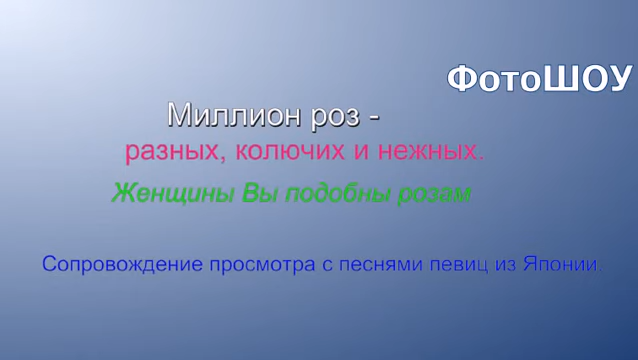 ФотоШОУ
Миллион роз -
разных, колючих и нежных.
Женщины Вы подобны розам
Сопровождение просмотра с песнями певиц из Японии.